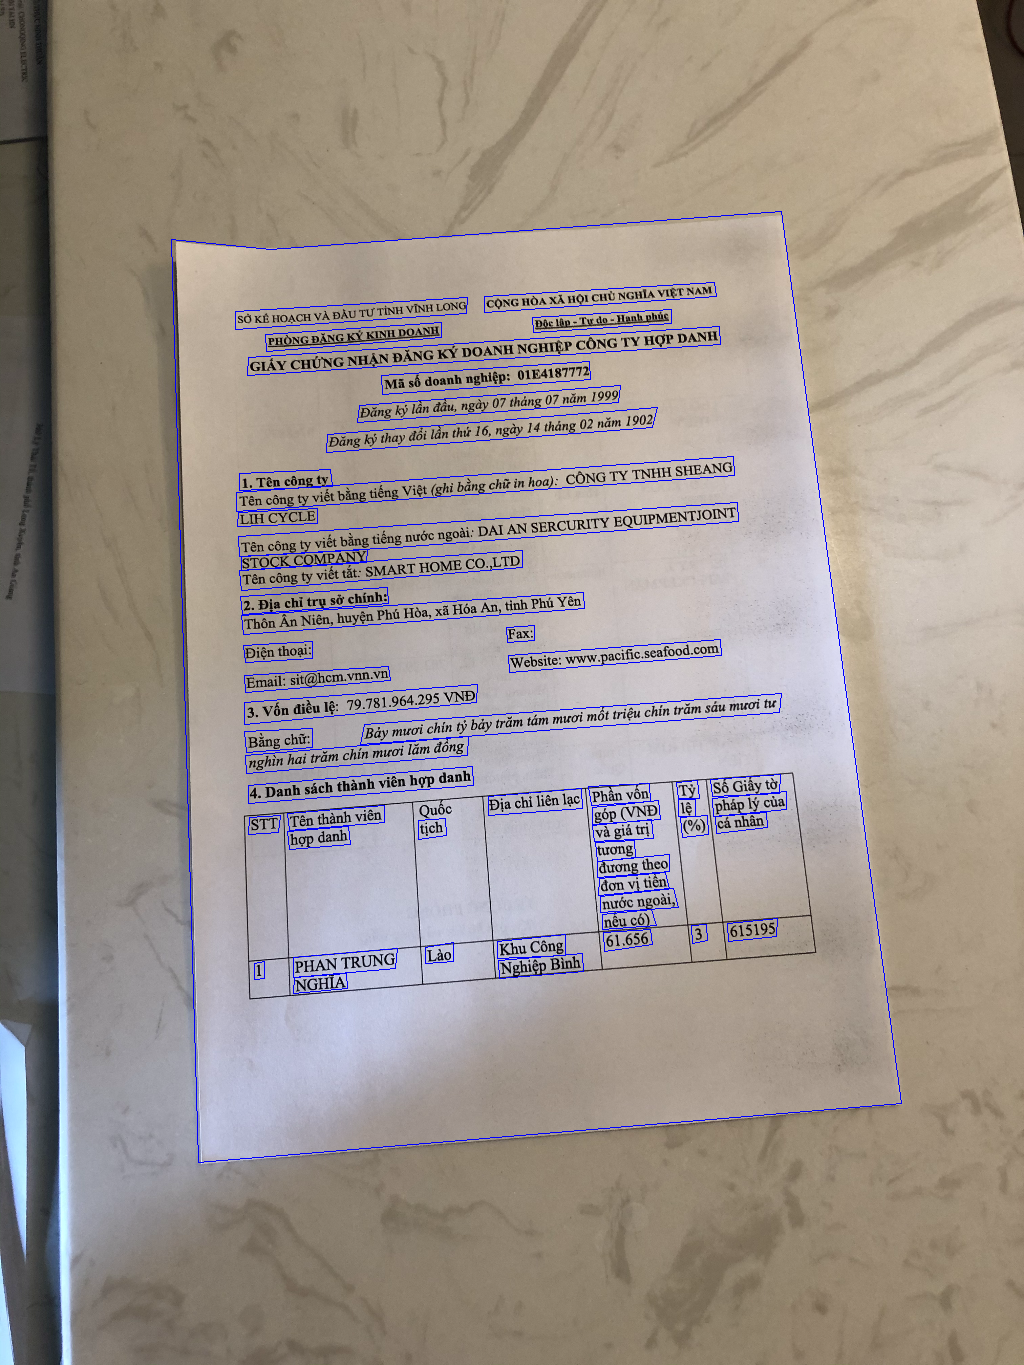 SỞ KẾ HOẠCH VÀ ĐẦU TƯ TỈNH VĨNH LONG
CỘNG HÒA XÃ HỘI CHỦ NGHĨA VIỆT NAM
PHÒNG ĐĂNG KÝ KINH DOANH
Độc lập - Tự do - Hạnh phúc
GIẤY CHỨNG NHẬN ĐĂNG KÝ DOANH NGHIỆP CÔNG TY HỢP DANH
Mã số doanh nghiệp: 01E4187772
Đăng ký lần đầu, ngày 07 tháng 07 năm 1999
Đăng ký thay đổi lần thứ 16, ngày 14 tháng 02 năm 1902
1. Tên công ty
Tên công ty viết bằng tiếng Việt (ghi bằng chữ in hoa): CÔNG TY TNHH SHEANG
LIH CYCLE
Tên công ty viết bằng tiếng nước ngoài: DAI AN SERCURITY EQUIPMENTJOINT
STOCK COMPANY
Tên công ty viết tắt: SMART HOME CO.,LTD
2. Địa chỉ trụ sở chính:
Thôn Ân Niên, huyện Phú Hòa, xã Hóa An, tỉnh Phú Yên
Điện thoại:
Fax:
Email: sit@hcm.vnn.vn
Website: www.pacific.seafood.com
3. Vốn điều lệ: 79.781.964.295 VNĐ
Bằng chữ:
Bảy mươi chín tỷ bảy trăm tám mươi mốt triệu chín trăm sáu mươi tư
nghìn hai trăm chín mươi lăm đồng
4. Danh sách thành viên hợp danh
STT
Tên thành viên
hợp danh
Quốc
tịch
Địa chỉ liên lạc
Phần vốn
góp (VNĐ
và giá trị
tương
đương theo
đơn vị tiền
nước ngoài,
nếu có)
Tỷ
lệ
(%)
Số Giấy tờ
pháp lý của
cá nhân
1
PHAN TRUNG
NGHĨA
Lào
Khu Công
Nghiệp Bình
61.656
3
615195